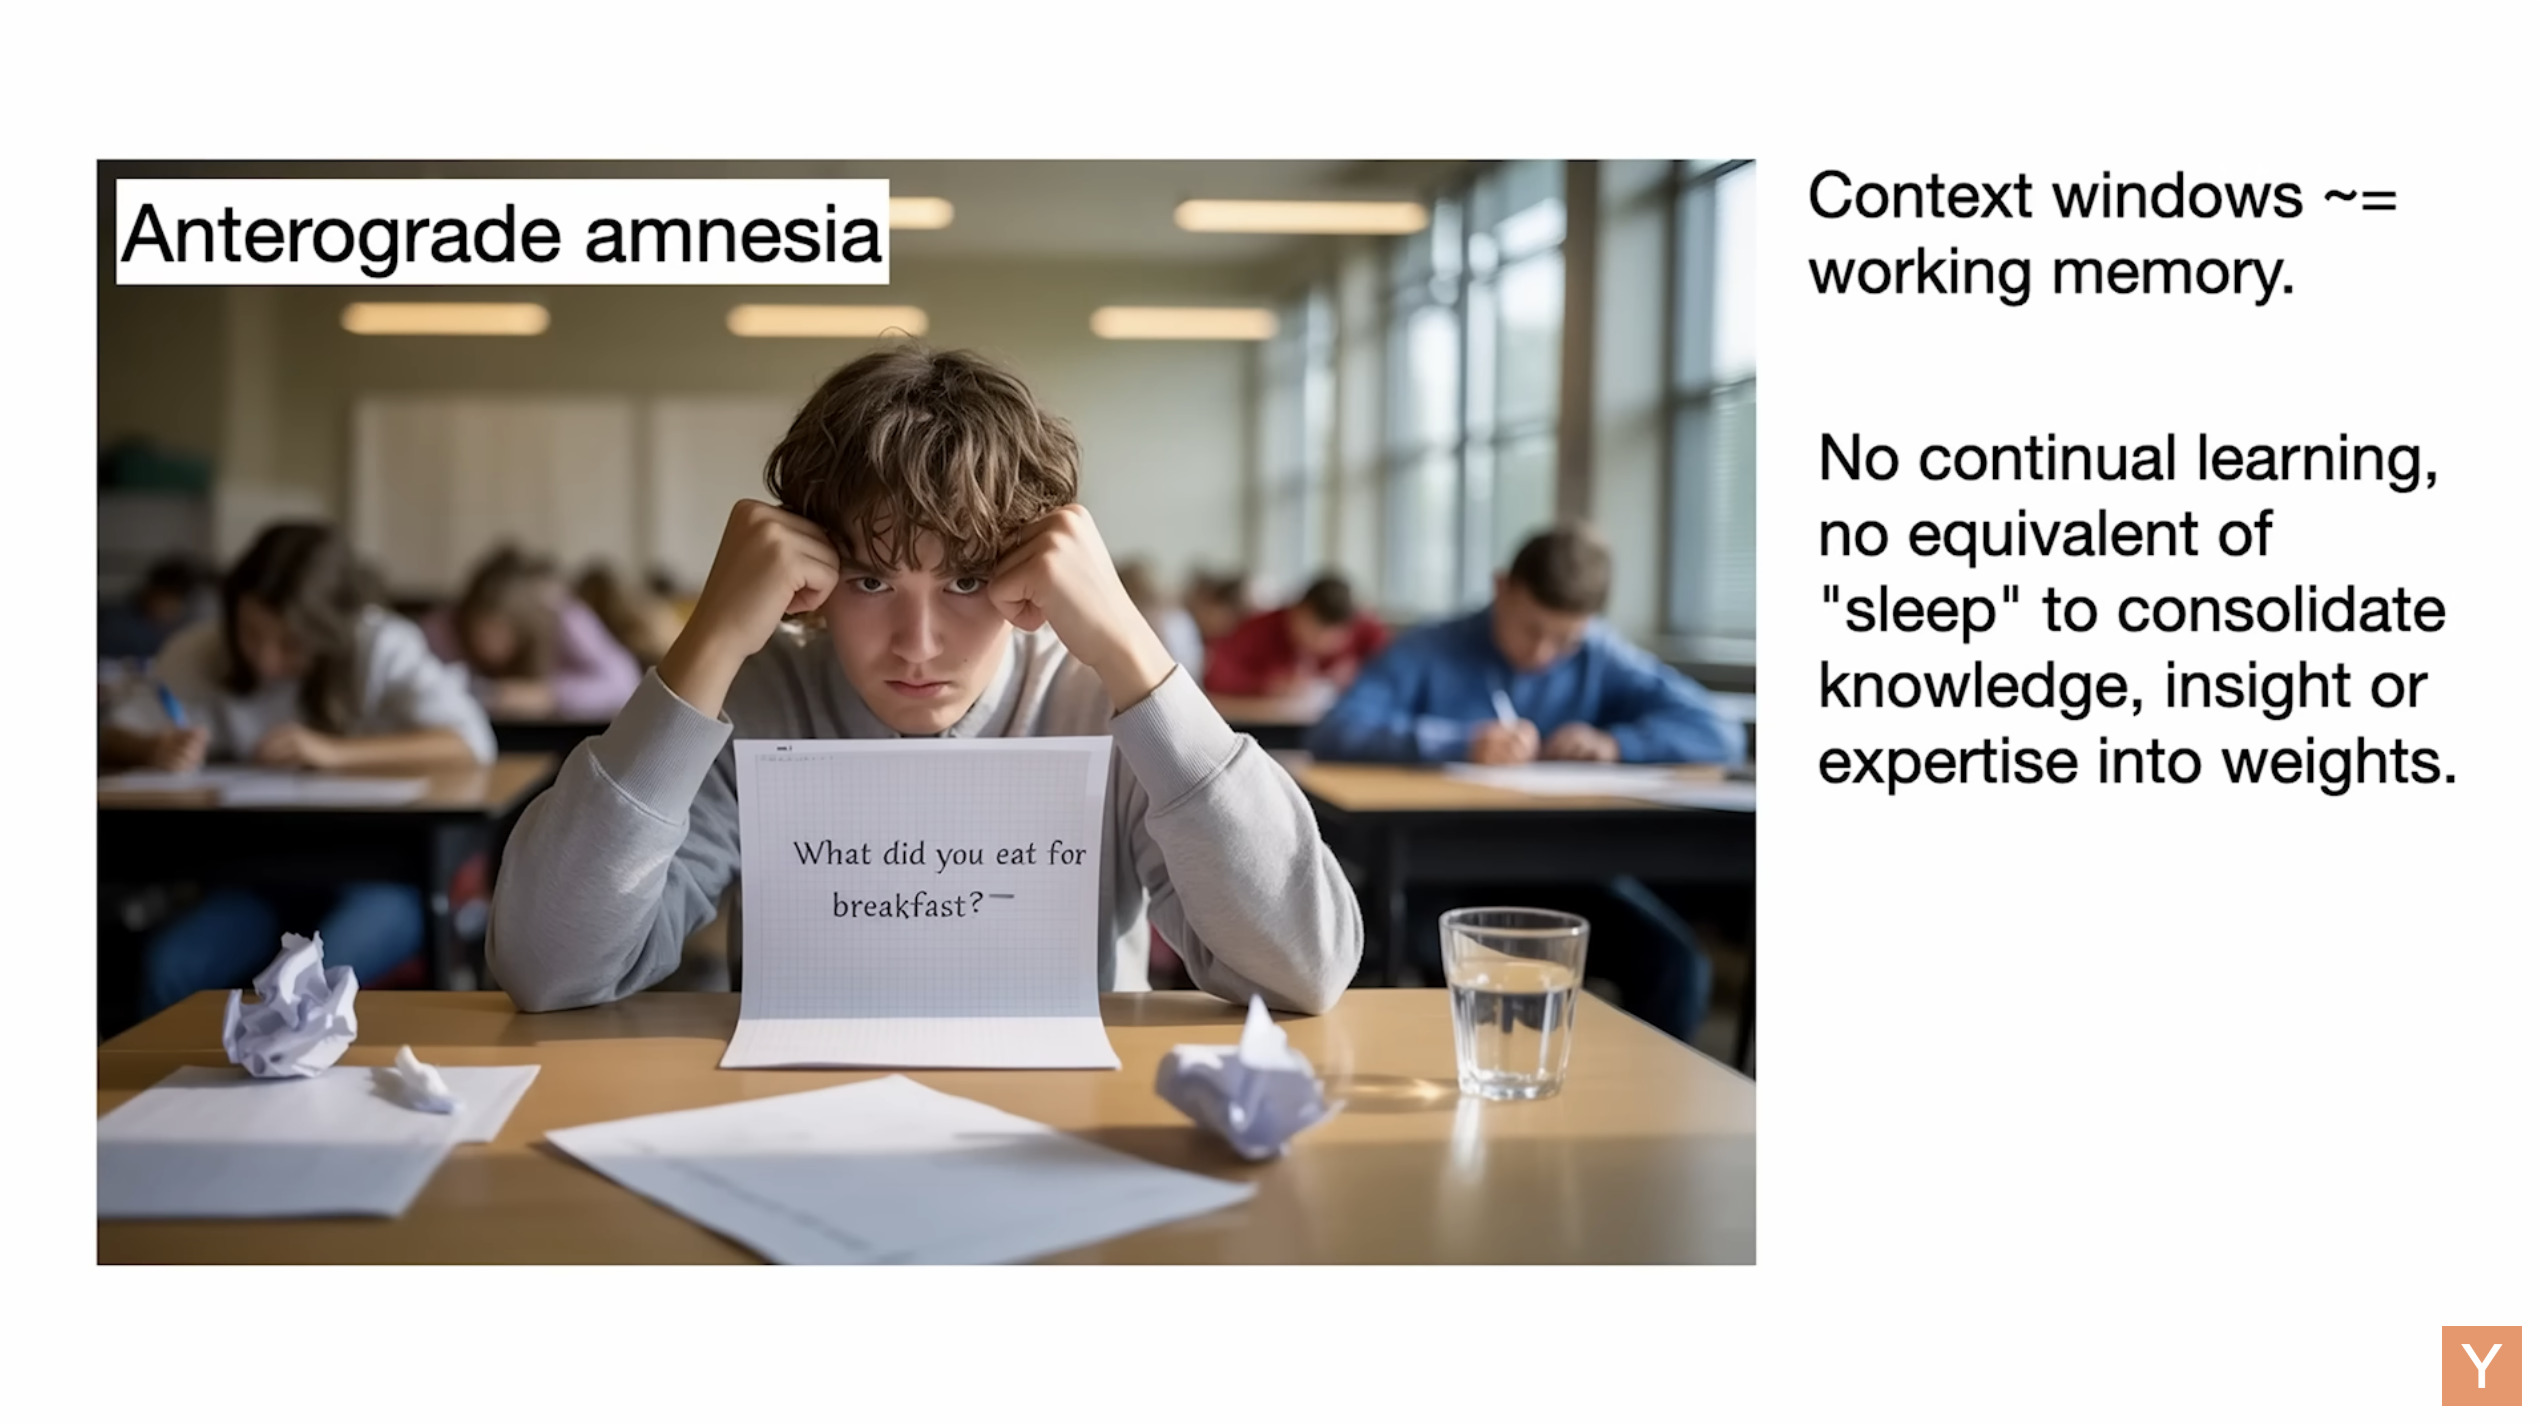 Anterograde amnesia
Context windows ~=
working memory.
No continual learning,
no equivalent of
"sleep" to consolidate
knowledge, insight or
expertise into weights.
What did you eat for
breakfast?
Y